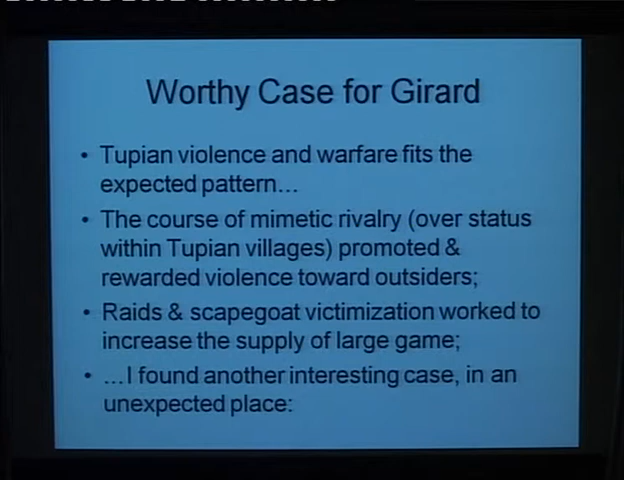 Worthy Case for Girard
• Tupian violence and warfare fits the
expected pattern…
• The course of mimetic rivalry (over status
within Tupian villages) promoted &
rewarded violence toward outsiders;
• Raids & scapegoat victimization worked to
increase the supply of large game;
• …I found another interesting case, in an
unexpected place: